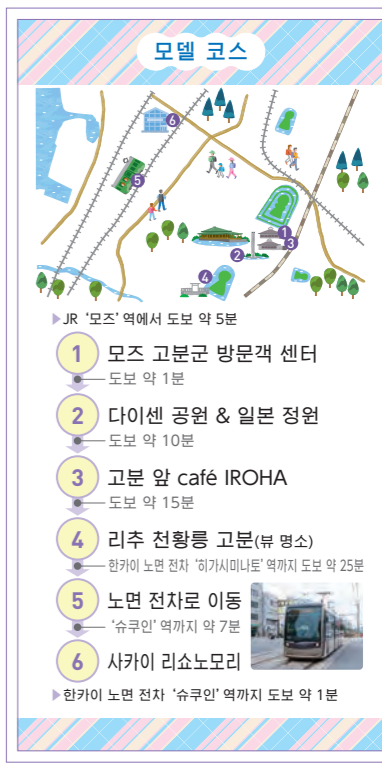 모델 코스
6
5
1
3
2
4
▶JR ‘모즈’역에서 도보 약 5분
1 모즈 고분군 방문객 센터
도보 약 1분
2 다이센 공원 & 일본 정원
도보 약 10분
3 고분 앞 café IROHA
도보 약 15분
4 리추 천황릉 고분(뷰 명소)
한카이 노면 전차 ‘히가시미나토’역까지 도보 약 25분
5 노면 전차로 이동
‘슈쿠인’역까지 약 7분
6 사카이 리쇼노모리
▶한카이 노면 전차 ‘슈쿠인’역까지 도보 약 1분